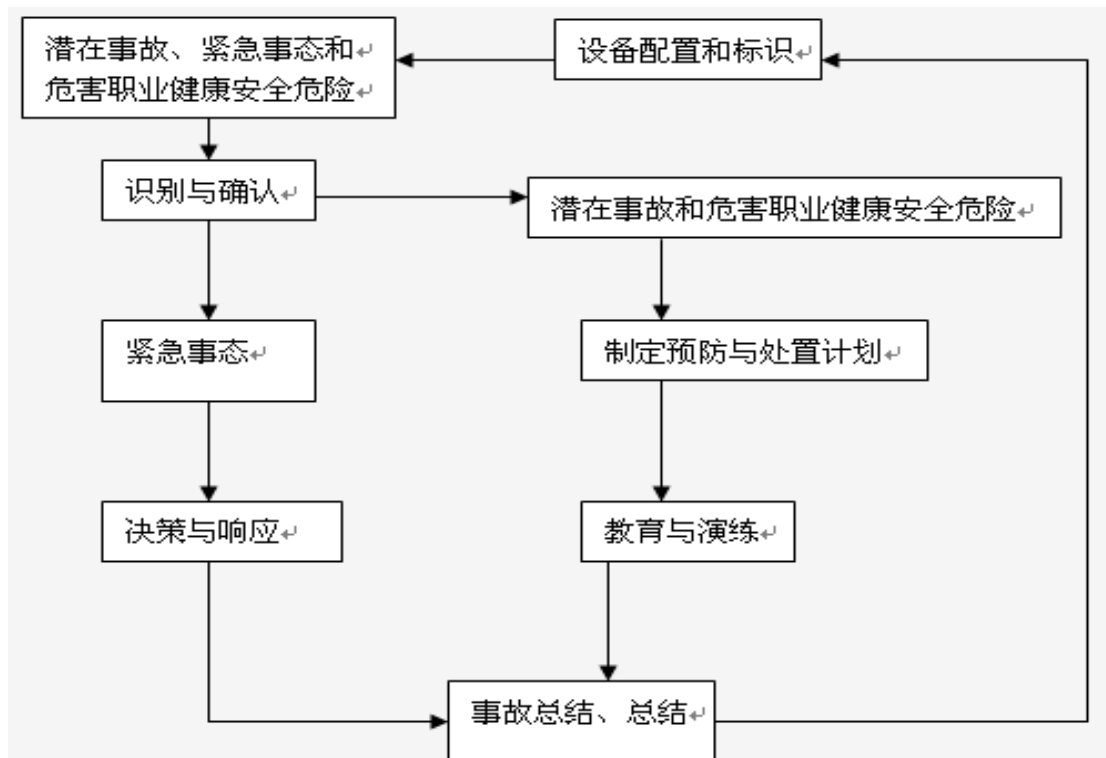 潜在事故、紧急事态和
危害职业健康安全危险
设备配置和标识
识别与确认
潜在事故和危害职业健康安全危险
紧急事态
制定预防与处置计划
决策与响应
教育与演练
事故总结、总结